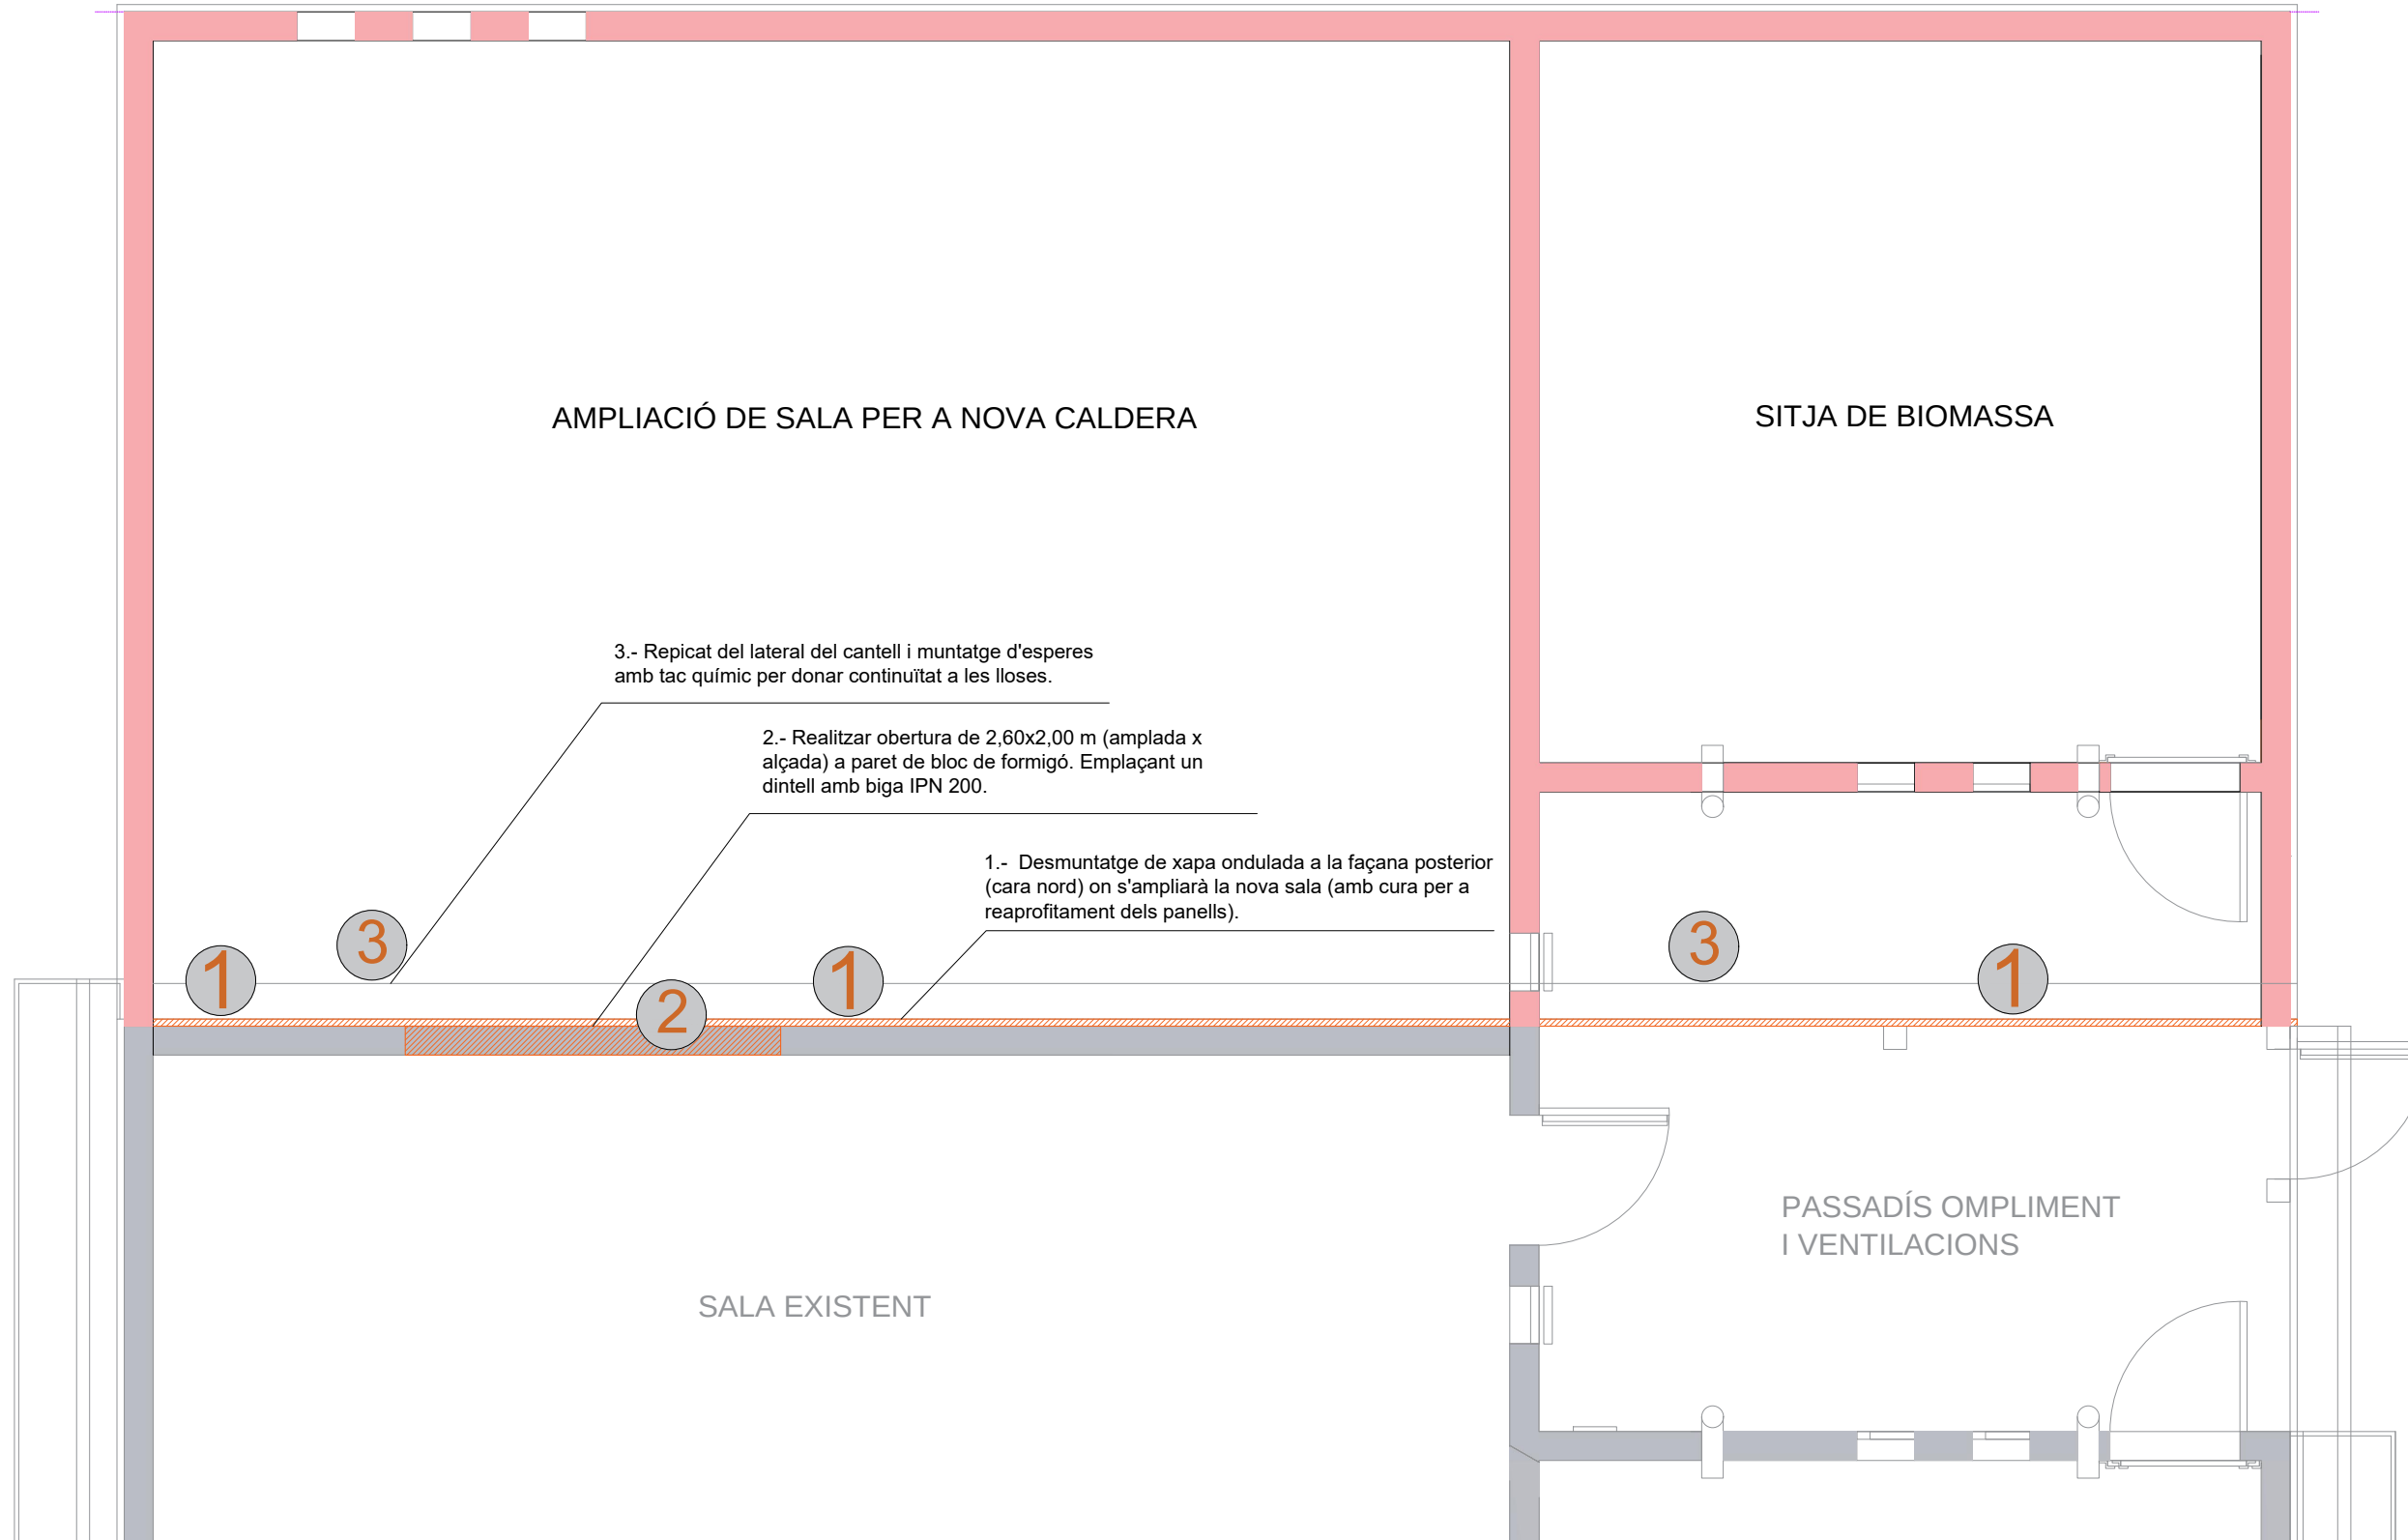 AMPLIACIÓ DE SALA PER A NOVA CALDERA
SITJA DE BIOMASSA
3.- Repicat del lateral del cantell i muntatge d'esperes
amb tac químic per donar continuïtat a les lloses.
2.- Realitzar obertura de 2,60x2,00 m (amplada x
alçada) a paret de bloc de formigó. Emplaçant un
dintell amb biga IPN 200.
1.- Desmuntatge de xapa ondulada a la façana posterior
(cara nord) on s'ampliarà la nova sala (amb cura per a
reaprofitament dels panells).
1
3
2
1
3
1
PASSADÍS OMPLIMENT
I VENTILACIONS
SALA EXISTENT